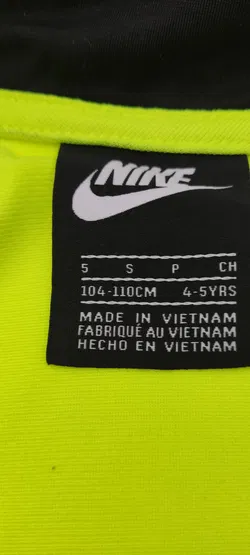 NIKE
5 S P CH
104-110CM 4-5YRS
MADE IN VIETNAM
FABRIQUÉ AU VIETNAM
HECHO EN VIETNAM